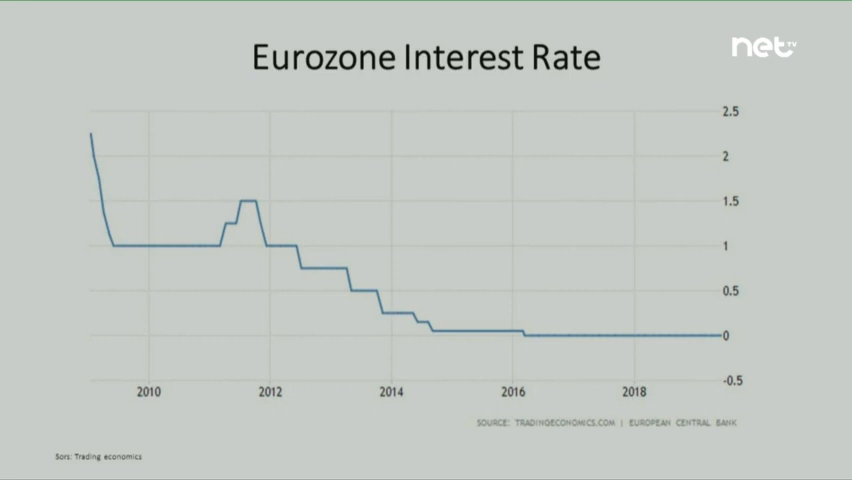 net TV
Eurozone Interest Rate
2.5
2
1.5
1
0.5
0
-0.5
2010 2012 2014 2016 2018
SOURCE: TRADINGECONOMICS.COM | EUROPEAN CENTRAL BANK
Sors: Trading economics